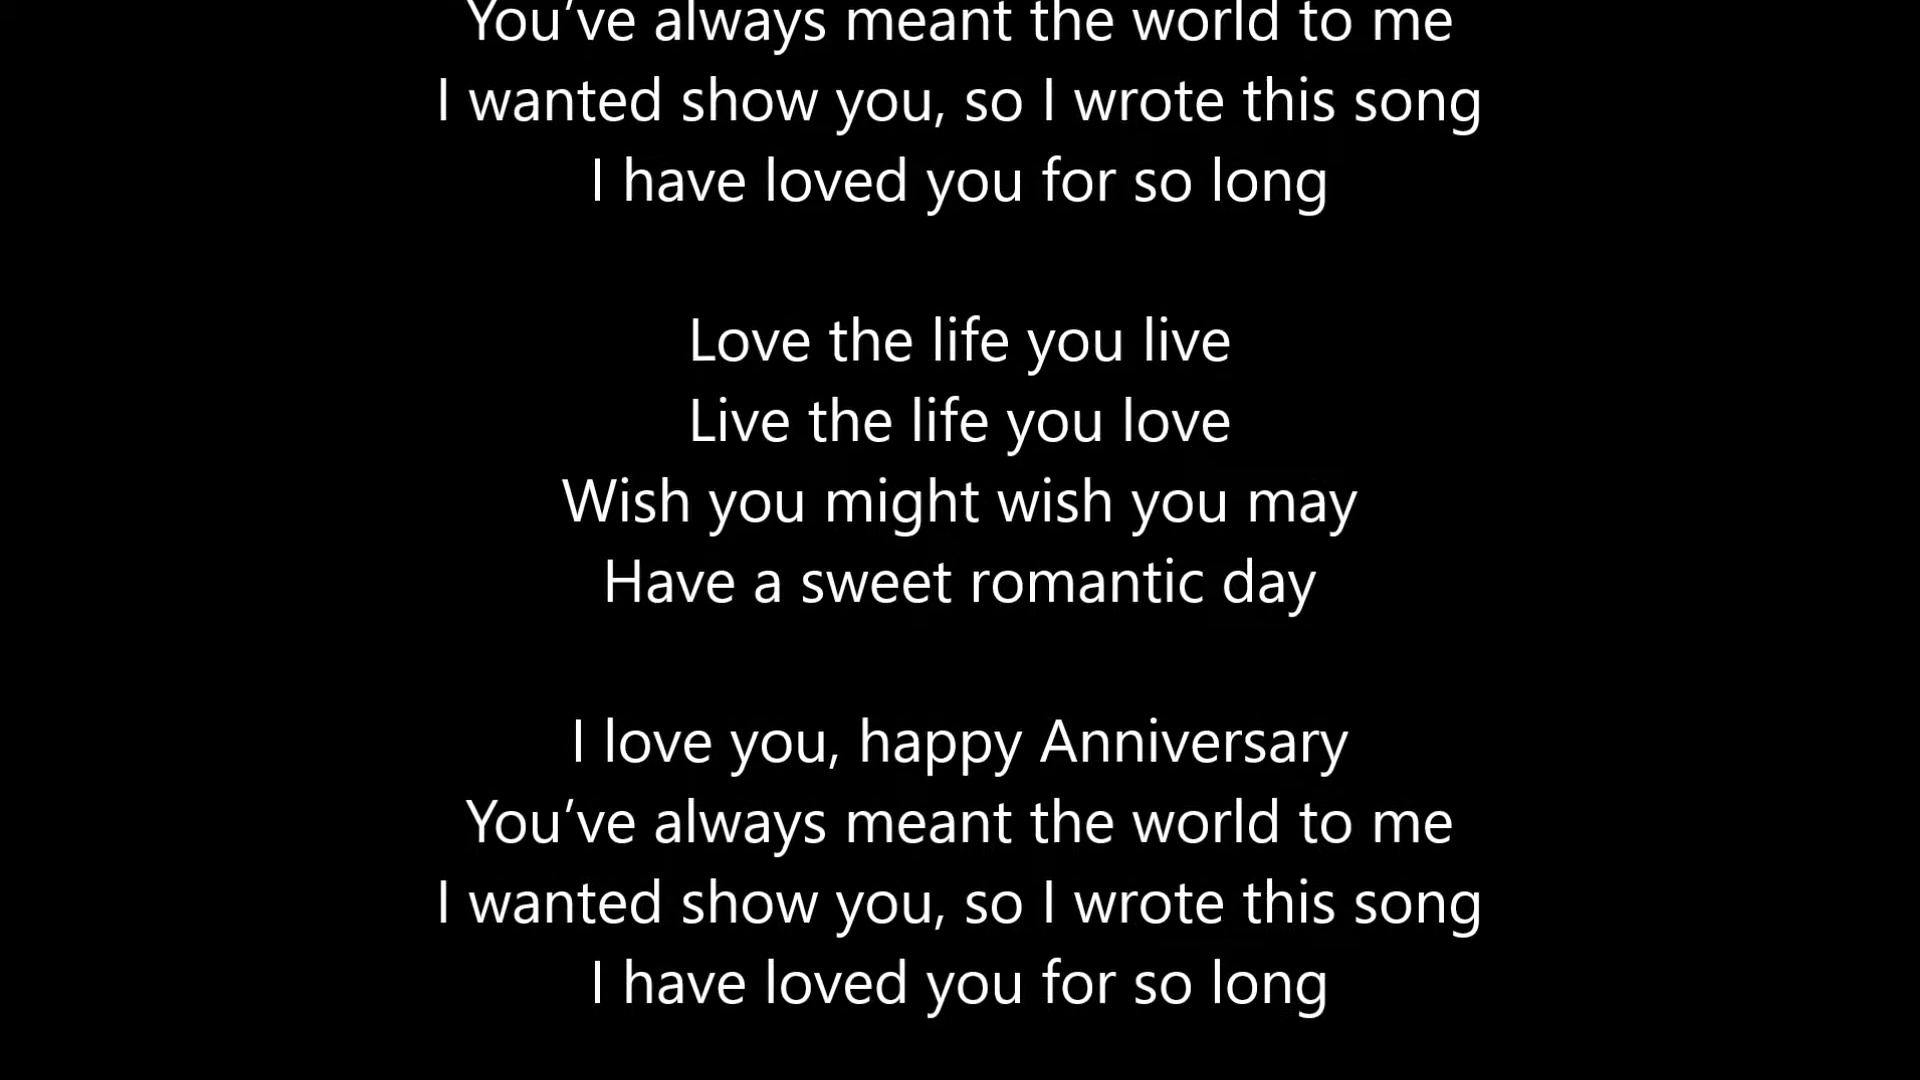 You’ve always meant the world to me
I wanted show you, so I wrote this song
I have loved you for so long
Love the life you live
Live the life you love
Wish you might wish you may
Have a sweet romantic day
I love you, happy Anniversary
You’ve always meant the world to me
I wanted show you, so I wrote this song
I have loved you for so long